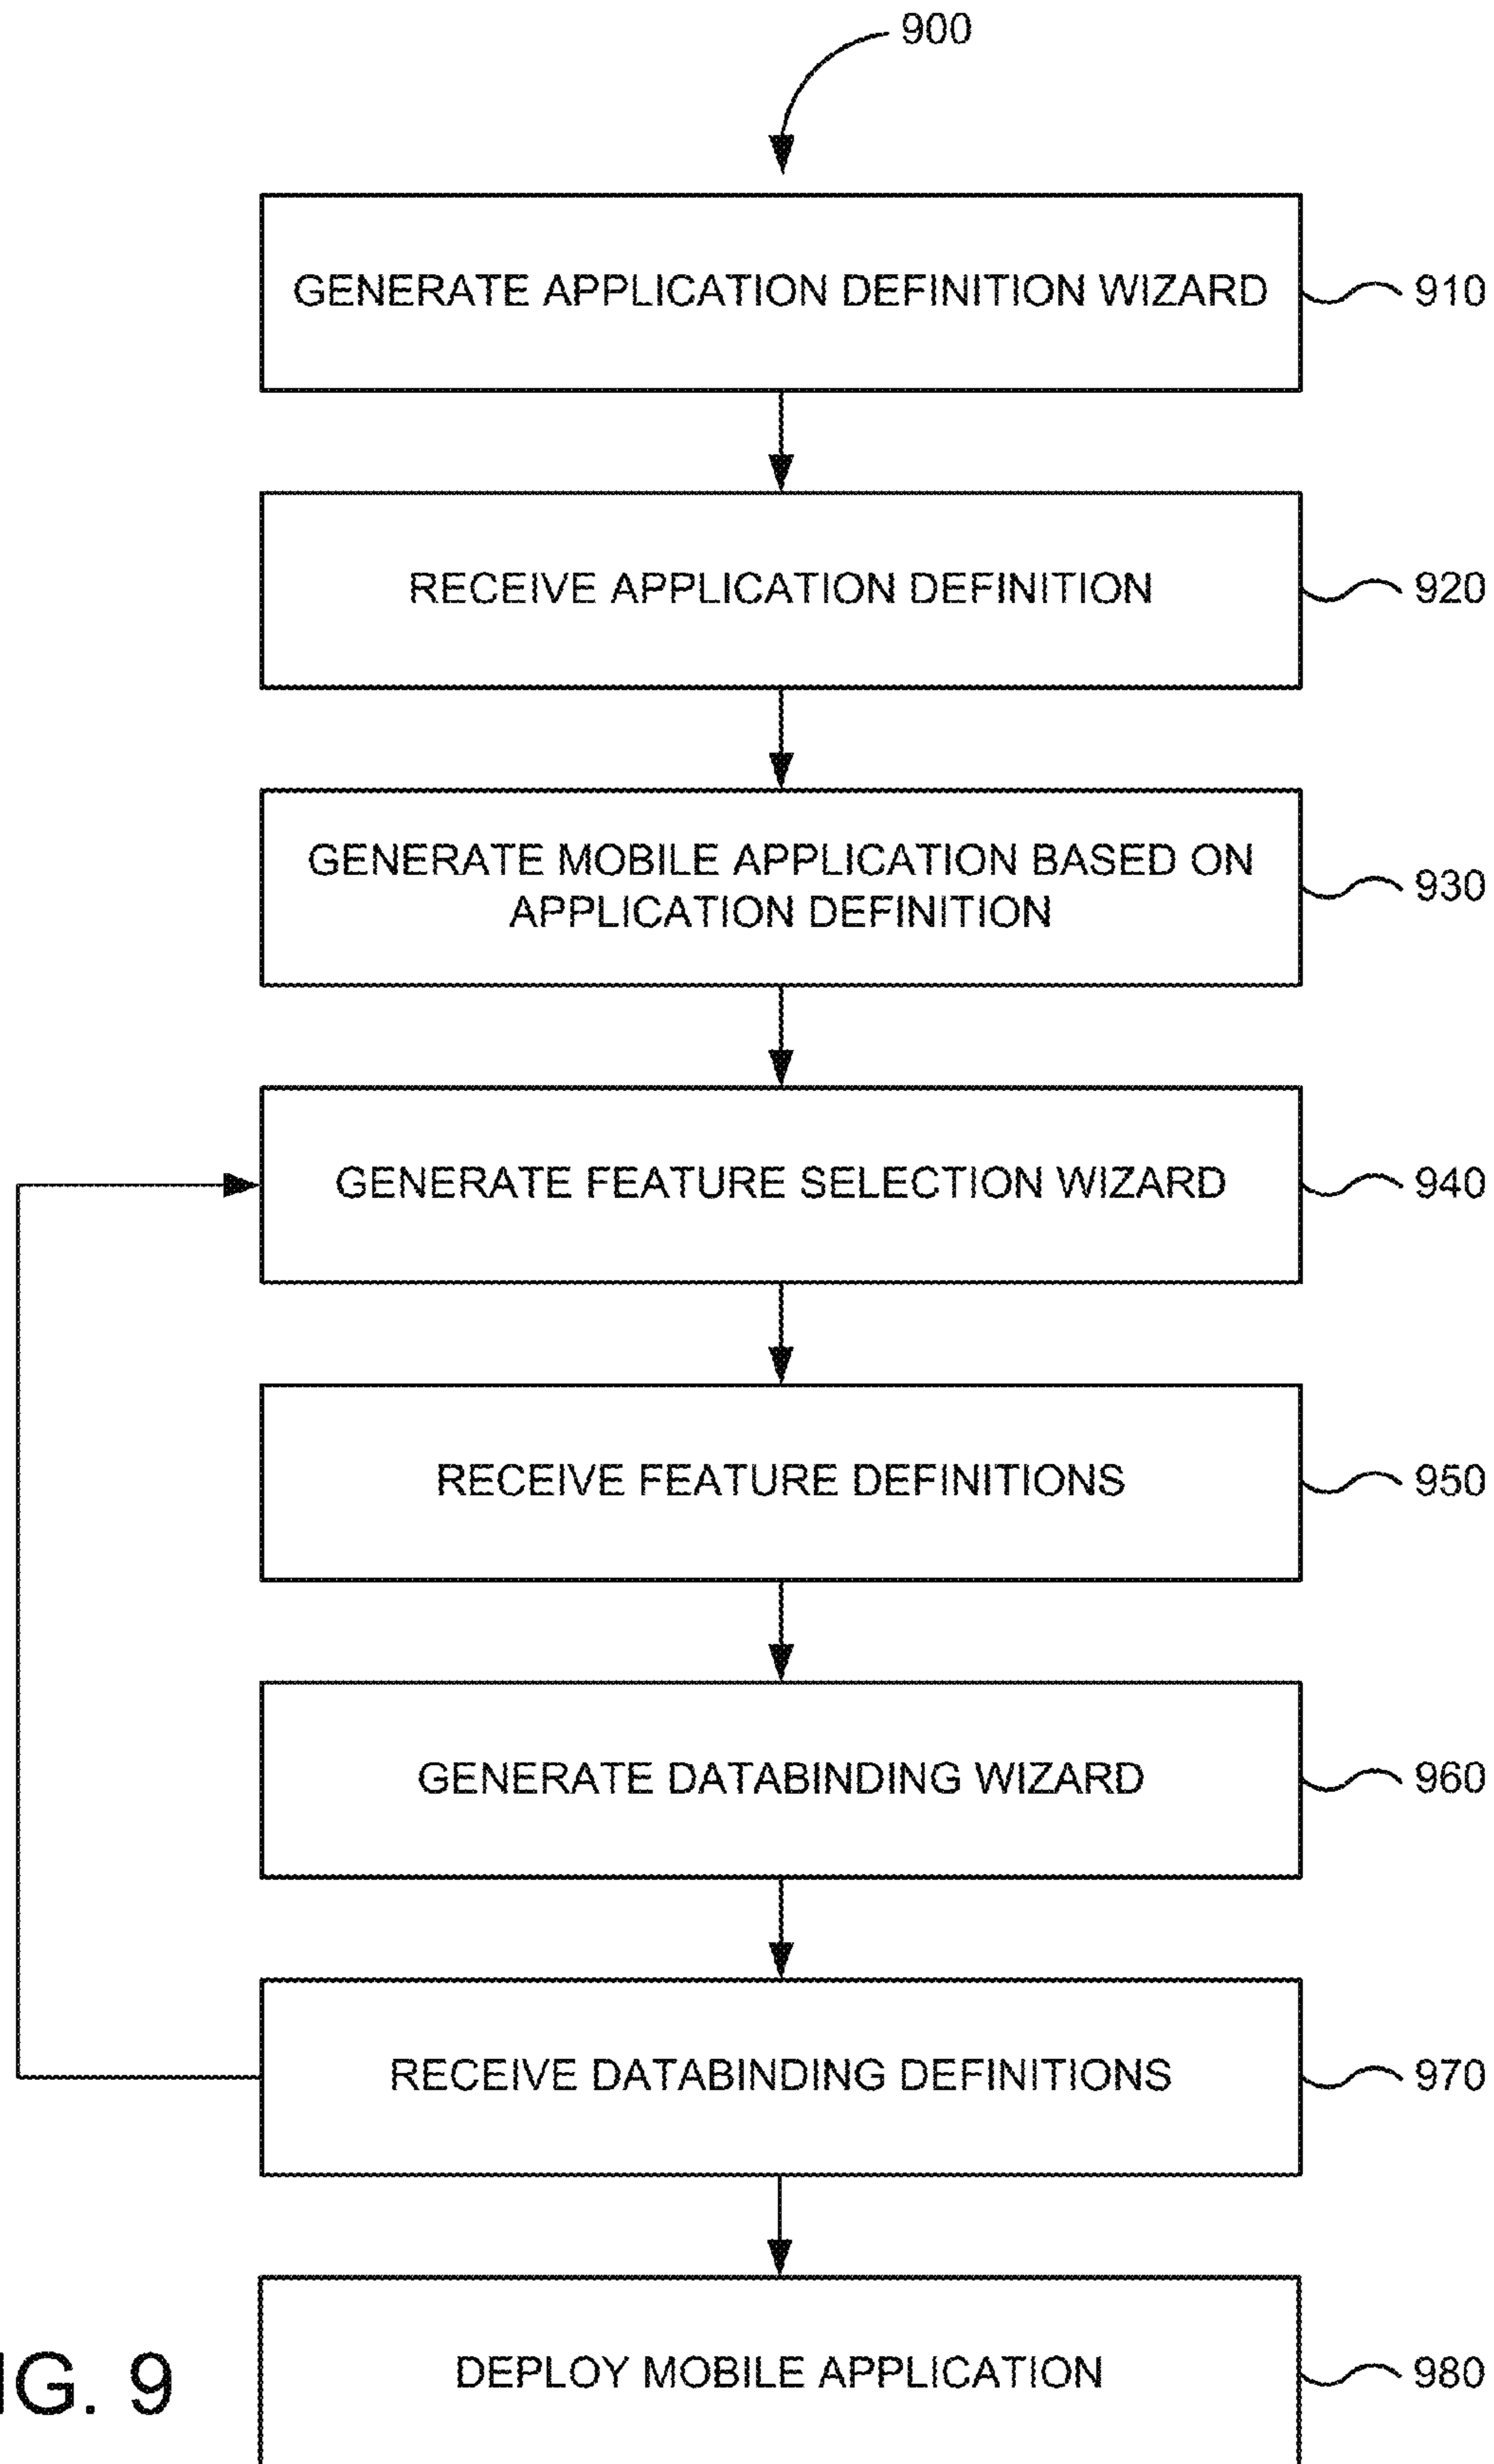 900
GENERATE APPLICATION DEFINITION WIZARD
910
RECEIVE APPLICATION DEFINITION
920
GENERATE MOBILE APPLICATION BASED ON
APPLICATION DEFINITION
930
GENERATE FEATURE SELECTION WIZARD
940
RECEIVE FEATURE DEFINITIONS
950
GENERATE DATABINDING WIZARD
960
RECEIVE DATABINDING DEFINITIONS
970
DEPLOY MOBILE APPLICATION
980
IG. 9